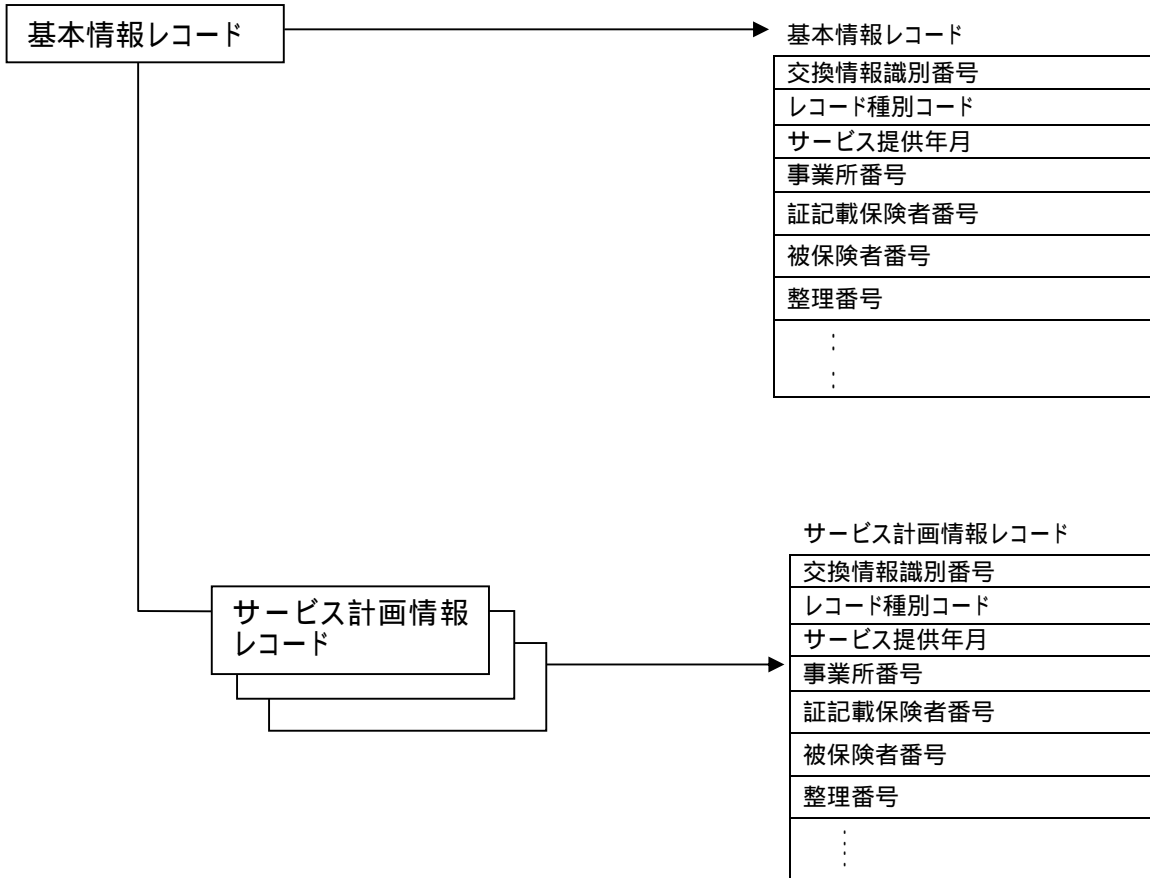 基本情報レコード
基本情報レコード
交換情報識別番号
レコード種別コード
サービス提供年月
事業所番号
証記載保険者番号
被保険者番号
整理番号
サービス計画情報
レコード
サービス計画情報レコード
交換情報識別番号
レコード種別コード
サービス提供年月
事業所番号
証記載保険者番号
被保険者番号
整理番号